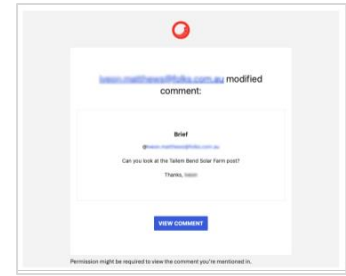 modified
comment:
Brief
Can you look at the Tailem Bend Solar Farm post?
Thanks,
VIEW COMMENT
Permission might be required to view the comment you're mentioned in.